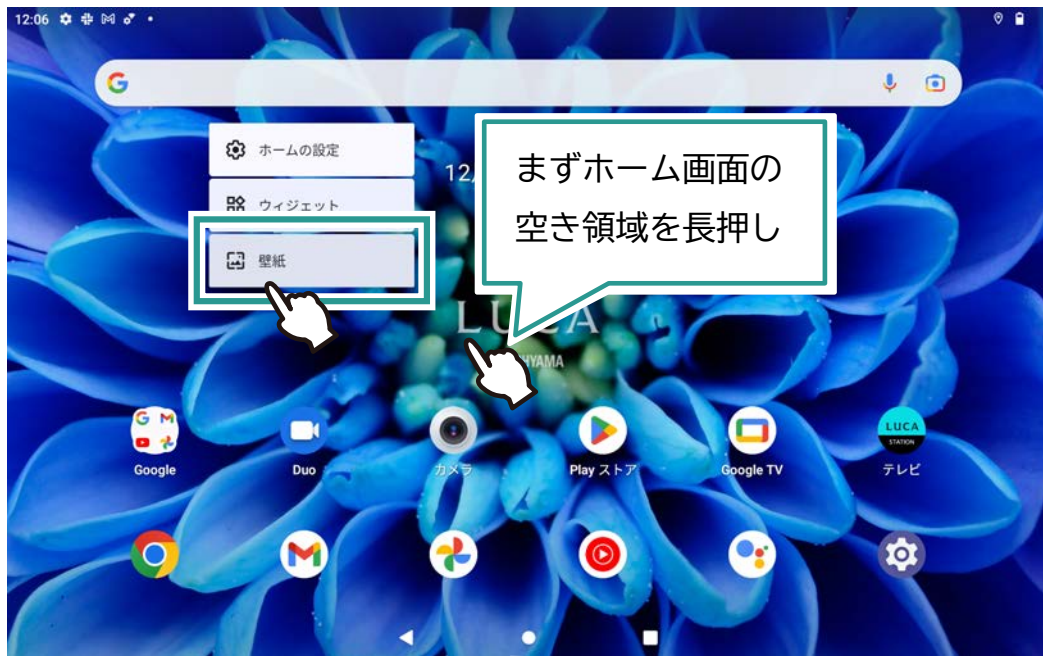 12:06
ホームの設定
ウィジェット
壁紙
12/
まずホーム画面の
空き領域を長押し
LUCA
HYAMA
Google
Duo
カメラ
Play ストア
Google TV
LUCA
STATION
テレビ